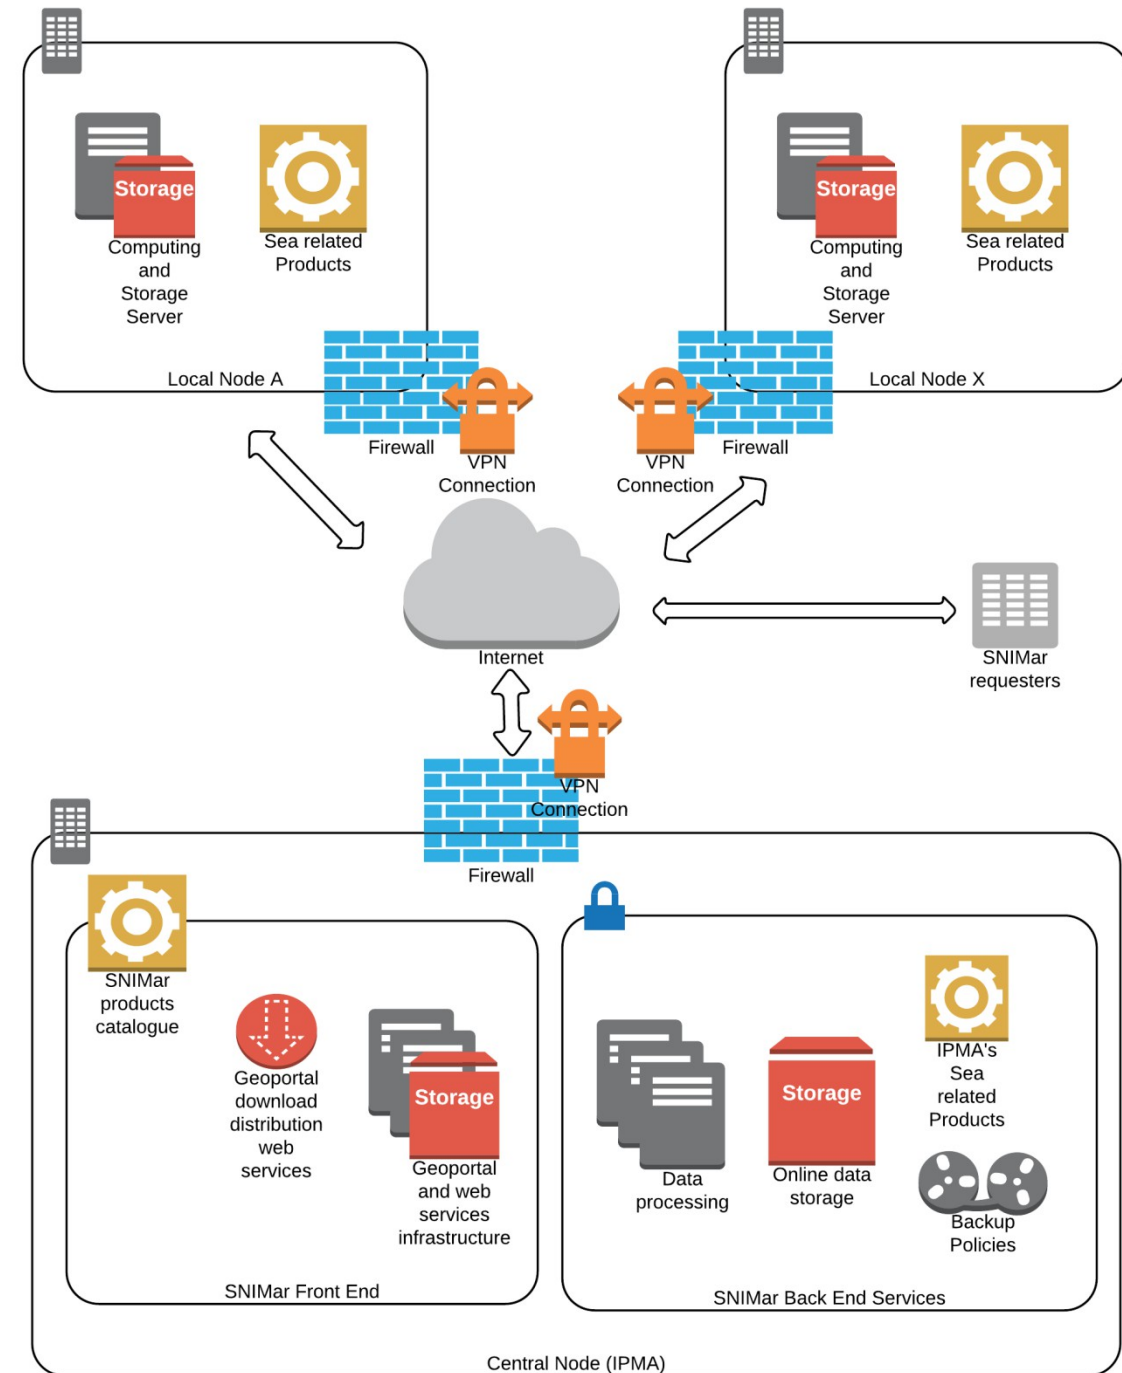 Storage
Computing
and
Storage
Server
Sea related
Products
Local Node A
Firewall
VPN
Connection
Storage
Computing
and
Storage
Server
Sea related
Products
Local Node X
Firewall
VPN
Connection
Internet
SNIMar
requesters
VPN
Connection
Firewall
SNIMar
products
catalogue
Geoportal
download
distribution
web
services
Storage
Geoportal
and web
services
infrastructure
SNIMar Front End
Data
processing
Storage
Online data
storage
IPMA's
Sea
related
Products
Backup
Policies
SNIMar Back End Services
Central Node (IPMA)